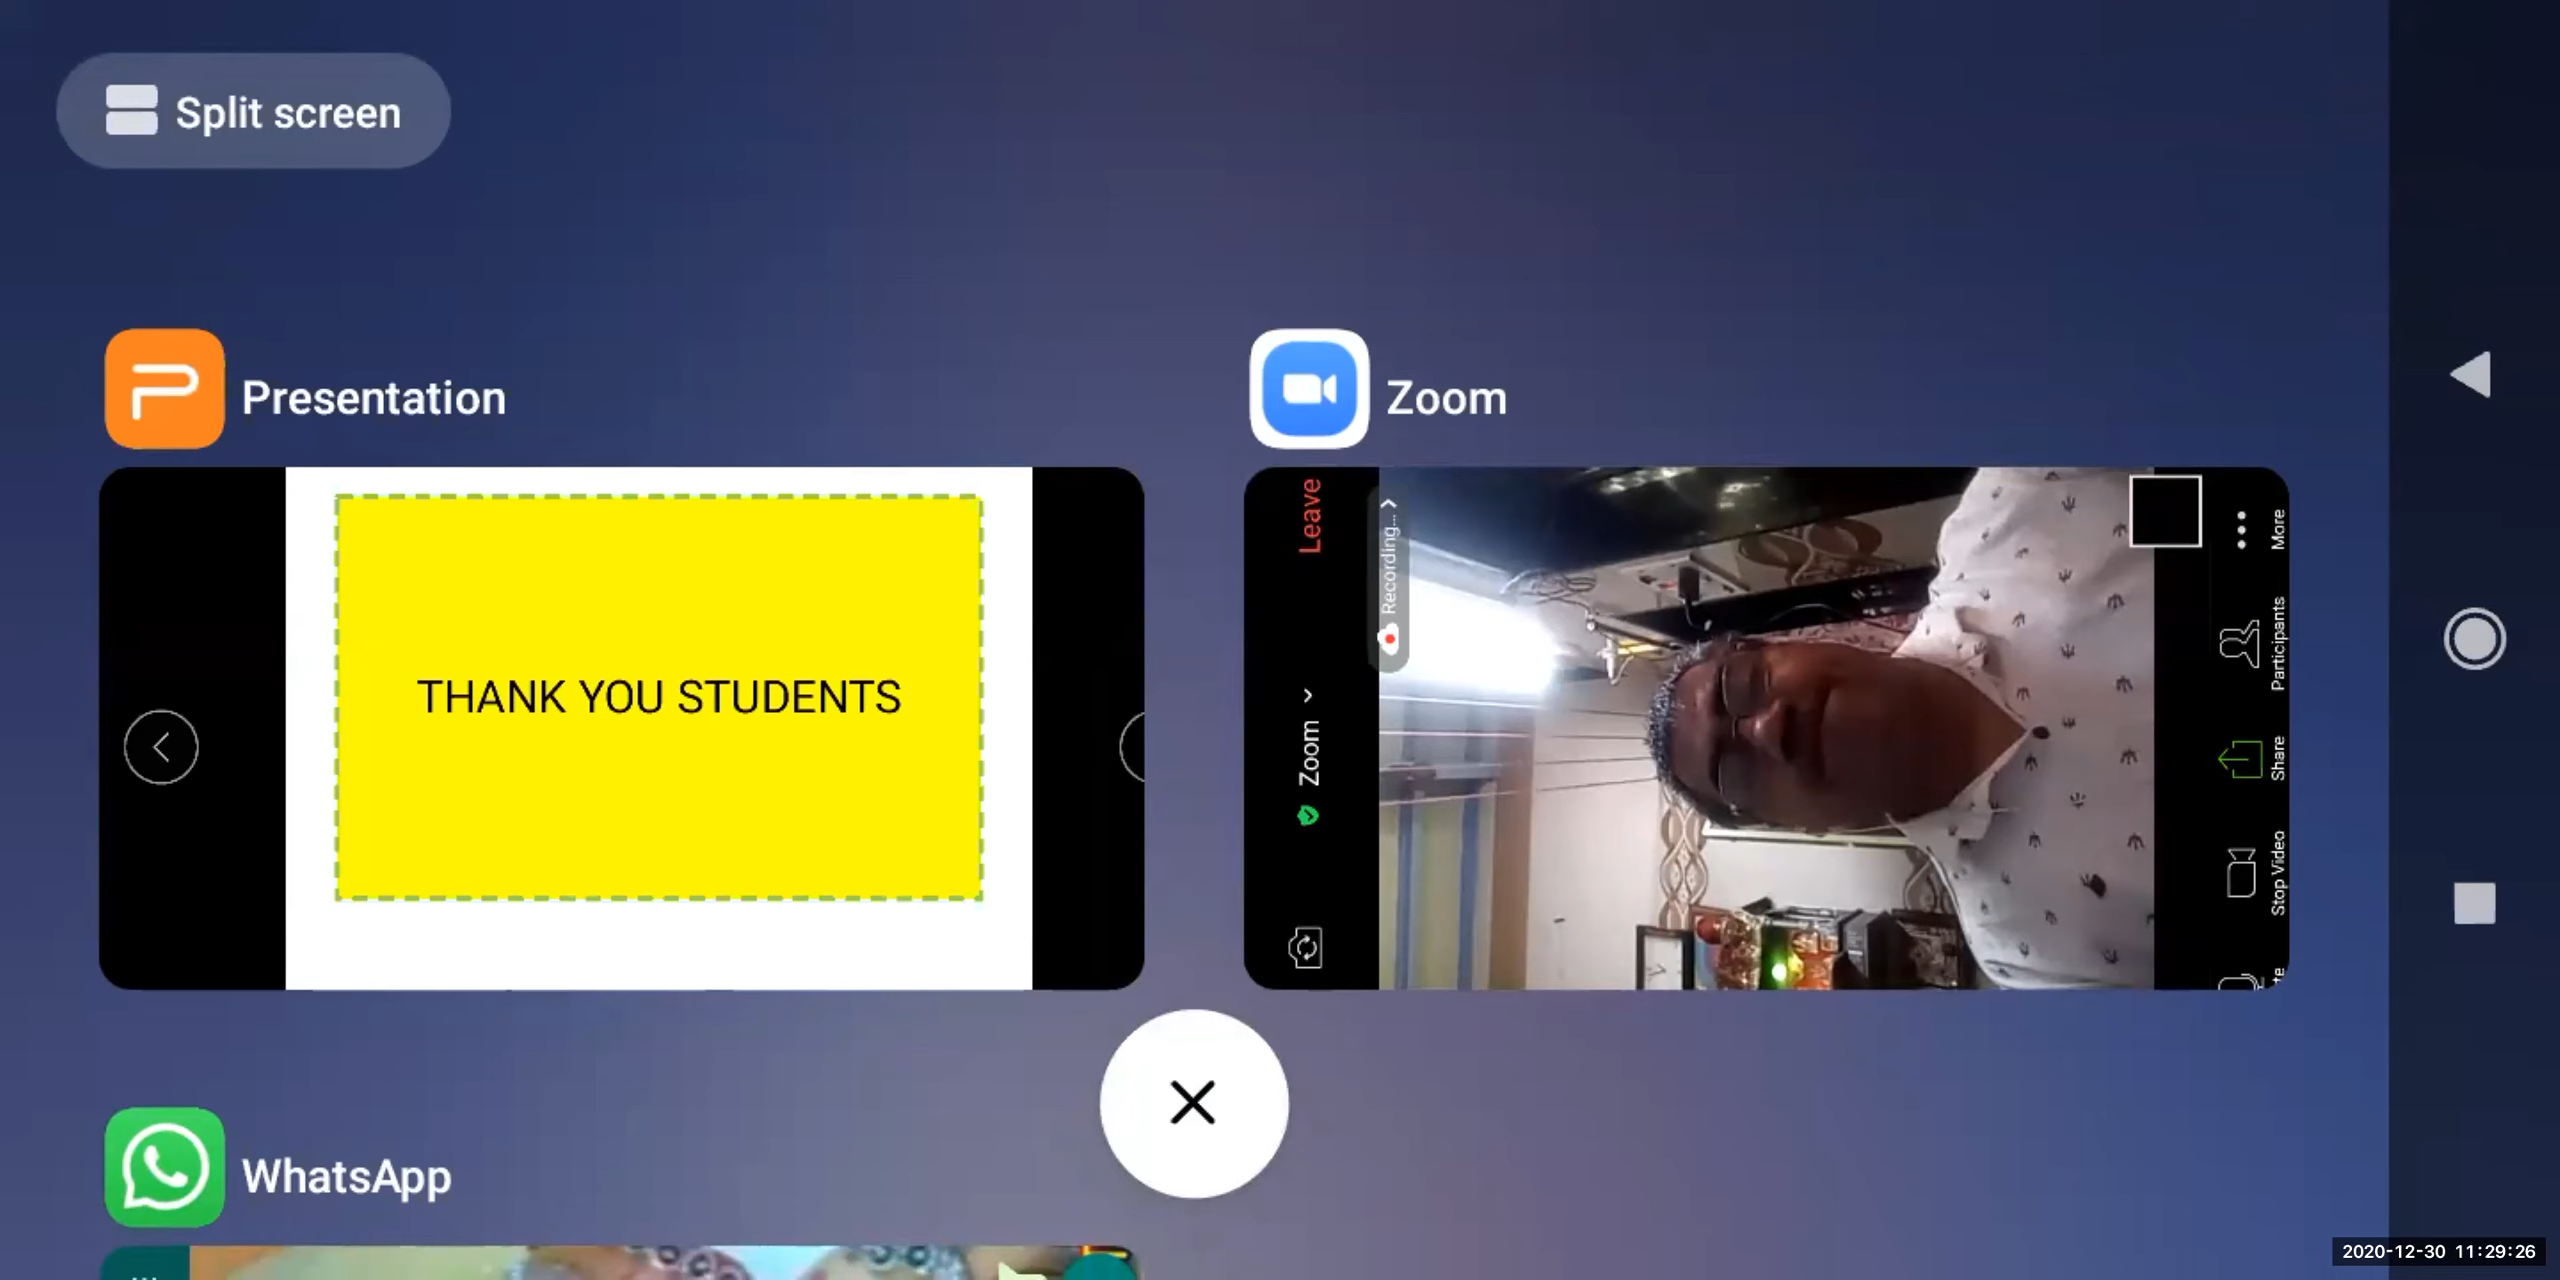 Split screen
Presentation
Zoom
THANK YOU STUDENTS
Leave
Recording...
Zoom
More
Participants
Share
Stop Video
WhatsApp
2020-12-30 11:29:26